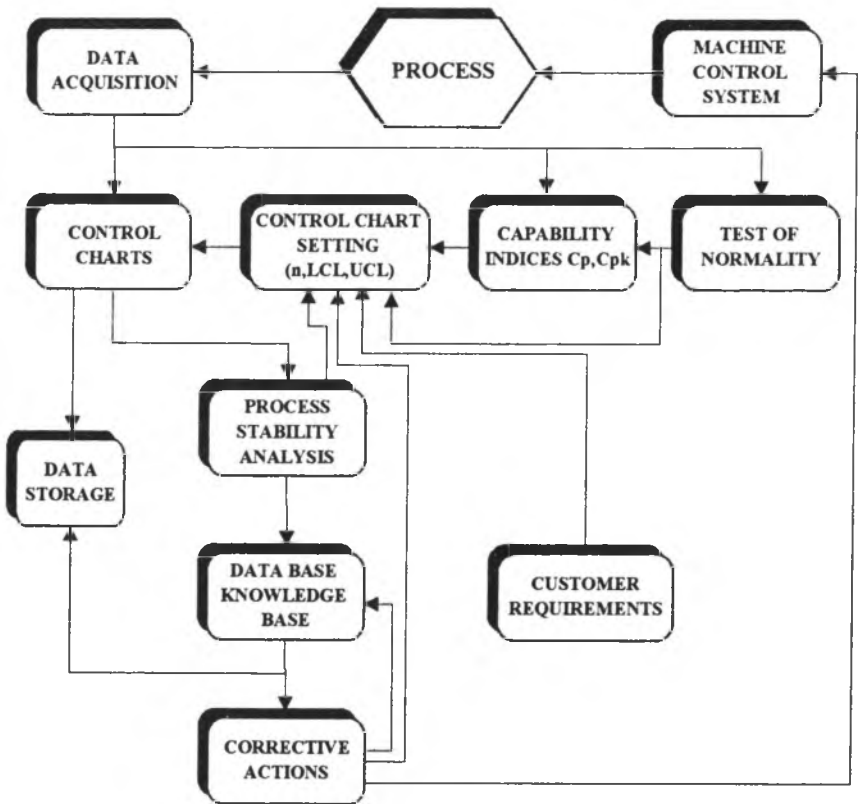 DATA
ACQUISITION
PROCESS
MACHINE
CONTROL
SYSTEM
CONTROL
CHARTS
CONTROL CHART
SETTING
(n,LCL,UCL)
CAPABILITY
INDICES Cp,Cpk
TEST OF
NORMALITY
PROCESS
STABILITY
ANALYSIS
DATA
STORAGE
DATA BASE
KNOWLEDGE
BASE
CUSTOMER
REQUIREMENTS
CORRECTIVE
ACTIONS